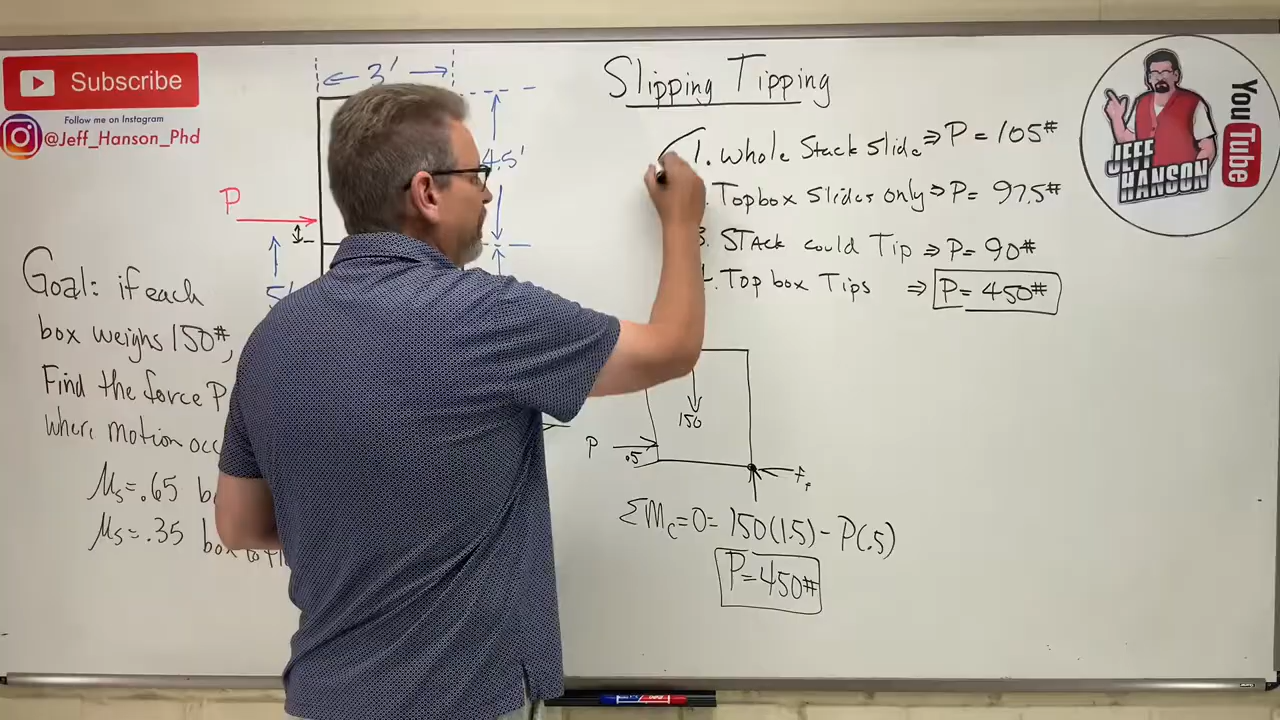 Subscribe
Follow me on Instagram
@Jeff_Hanson_Phd
3'
4.5'
P
5'
Goal: if each
box weighs 150#,
Find the force P
where motion occ
μs=.65 b
μs=.35 box to fl
Slipping Tipping
1. Whole Stack Slide ⇒ P = 105#
. Topbox Slides only ⇒ P= 97.5#
3. STAck could Tip ⇒ P= 90#
4. Top box Tips ⇒ P= 450#
150
P
.5
ΣMc=0= 150(1.5) - P(.5)
P=450#
JEFF
HANSON
YouTube